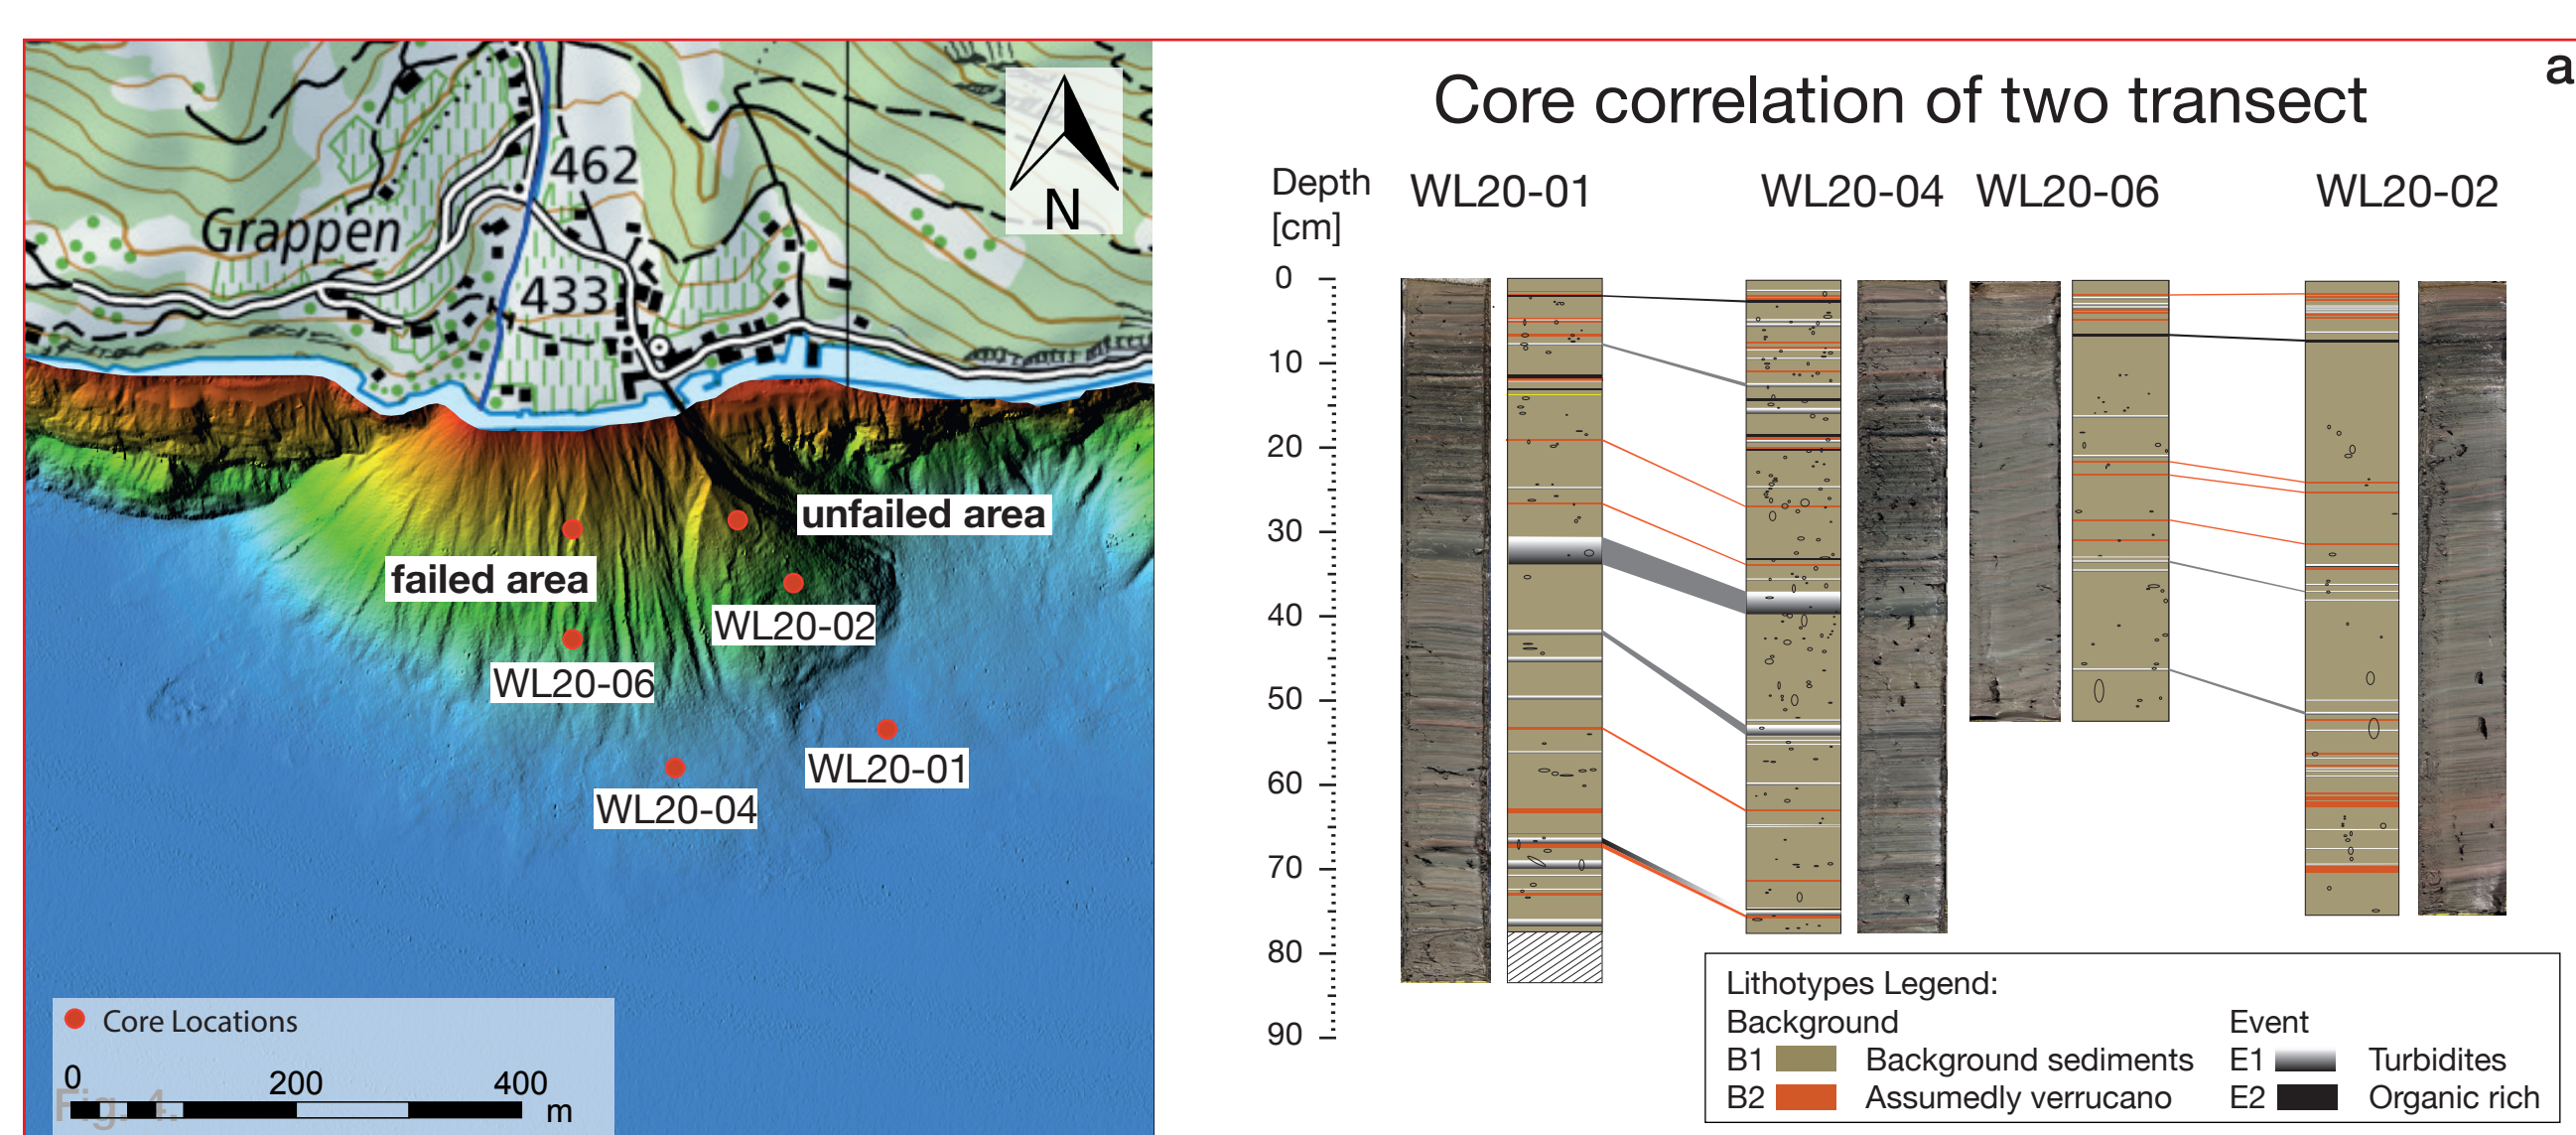 a
Core correlation of two transect
N
462
Grappen
433
unfailed area
failed area
WL20-02
WL20-06
WL20-01
WL20-04
Core Locations
0 200 400
m
Fig. 4.
Depth
[cm]
WL20-01 WL20-04 WL20-06 WL20-02
0
10
20
30
40
50
60
70
80
90
Lithotypes Legend:
Background Event
B1 Background sediments E1 Turbidites
B2 Assumedly verrucano E2 Organic rich